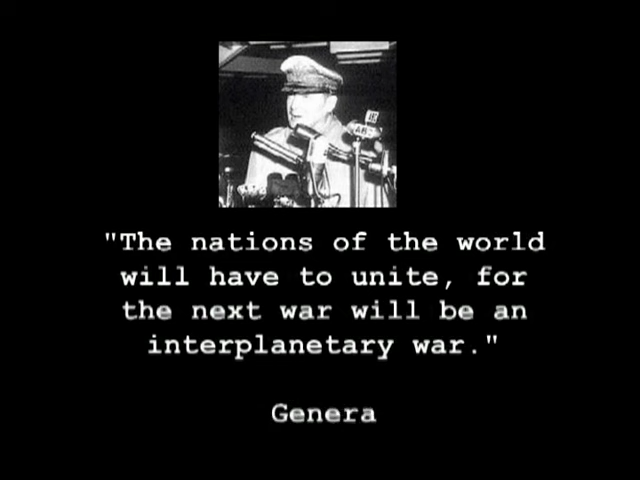 "The nations of the world
will have to unite, for
the next war will be an
interplanetary war."
Genera